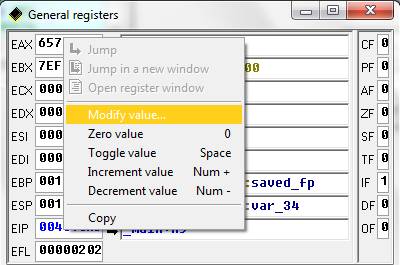 General registers
EAX 657 CF 0
Jump
EBX 7EF 00 PF 0
Jump in a new window
ECX 000 AF 0
Open register window
EDX 000 Modify value... ZF 0
ESI 000 Zero value 0 SF 0
EDI 000 Toggle value Space TF 0
EBP 001 Increment value Num + :saved_fp IF 1
ESP 001 Decrement value Num - :var_34 DF 0
EIP 004 OF 0
Copy
EFL 00000202